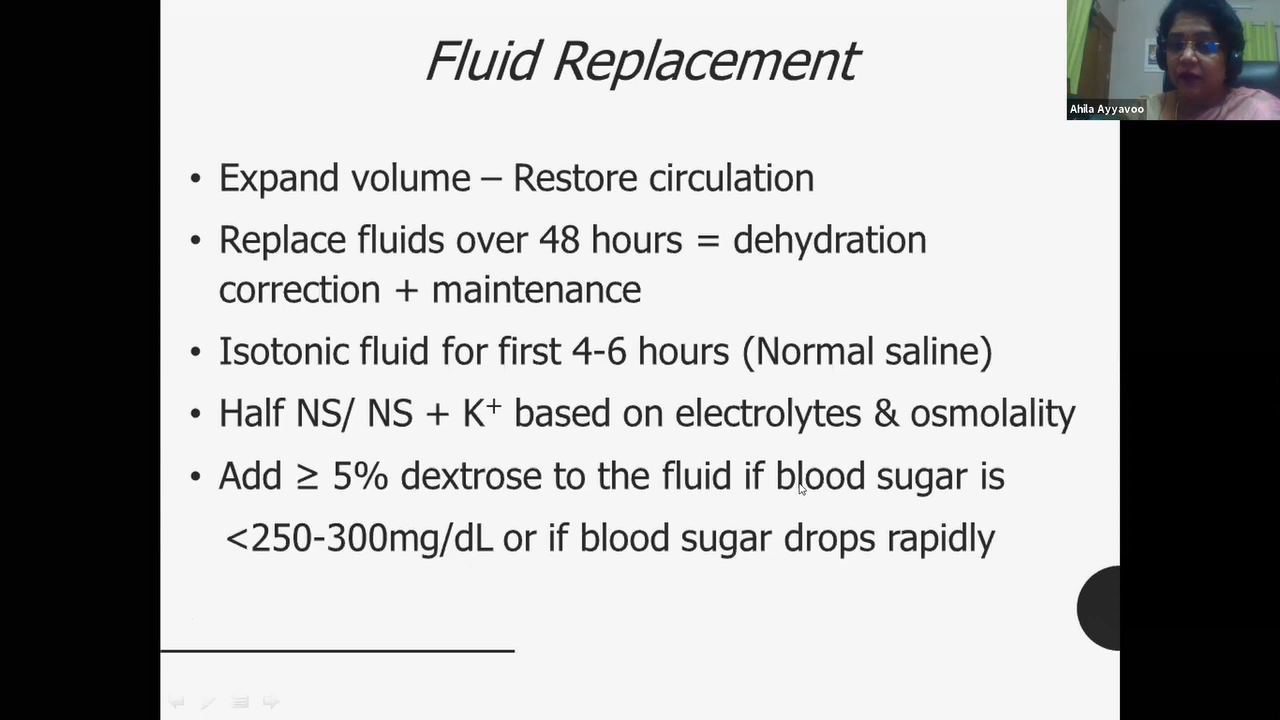 Fluid Replacement
Ahila Ayyavoo
• Expand volume – Restore circulation
• Replace fluids over 48 hours = dehydration
correction + maintenance
• Isotonic fluid for first 4-6 hours (Normal saline)
• Half NS/ NS + K⁺ based on electrolytes & osmolality
• Add ≥ 5% dextrose to the fluid if blood sugar is
<250-300mg/dL or if blood sugar drops rapidly